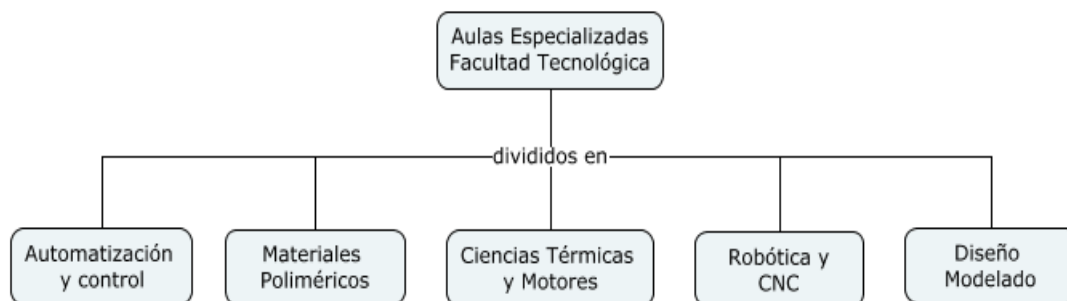 Aulas Especializadas
Facultad Tecnológica
divididos en
Automatización
y control
Materiales
Poliméricos
Ciencias Térmicas
y Motores
Robótica y
CNC
Diseño
Modelado